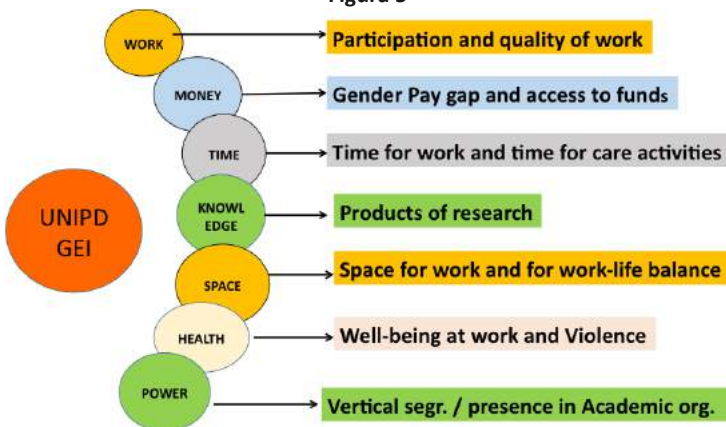 WORK
Participation and quality of work
MONEY
Gender Pay gap and access to funds
TIME
Time for work and time for care activities
UNIPD
GEI
KNOWL
EDGE
Products of research
SPACE
Space for work and for work-life balance
HEALTH
Well-being at work and Violence
POWER
Vertical segr. / presence in Academic org.